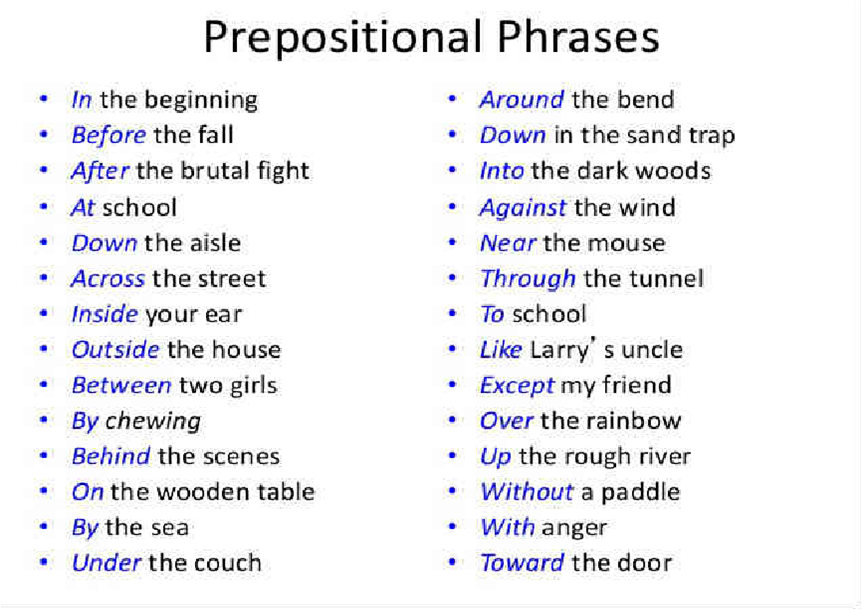 Prepositional Phrases
• In the beginning
• Before the fall
• After the brutal fight
• At school
• Down the aisle
• Across the street
• Inside your ear
• Outside the house
• Between two girls
• By chewing
• Behind the scenes
• On the wooden table
• By the sea
• Under the couch
• Around the bend
• Down in the sand trap
• Into the dark woods
• Against the wind
• Near the mouse
• Through the tunnel
• To school
• Like Larry’ s uncle
• Except my friend
• Over the rainbow
• Up the rough river
• Without a paddle
• With anger
• Toward the door